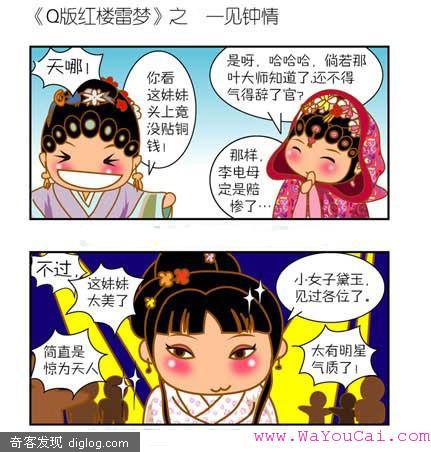 《Q版红楼雷梦》之 一见钟情
天哪!
你看
这妹妹
头上竟
没贴铜
钱!
是呀,哈哈哈,倘若那
叶大师知道了,还不得
气得辞了官?
那样,
李电母
定是赔
惨了…
不过,
这妹妹
太美了
简直是
惊为天人
小女子黛玉,
见过各位了。
太有明星
气质了!
奇客发现 diglog.com
www.WaYouCai.com